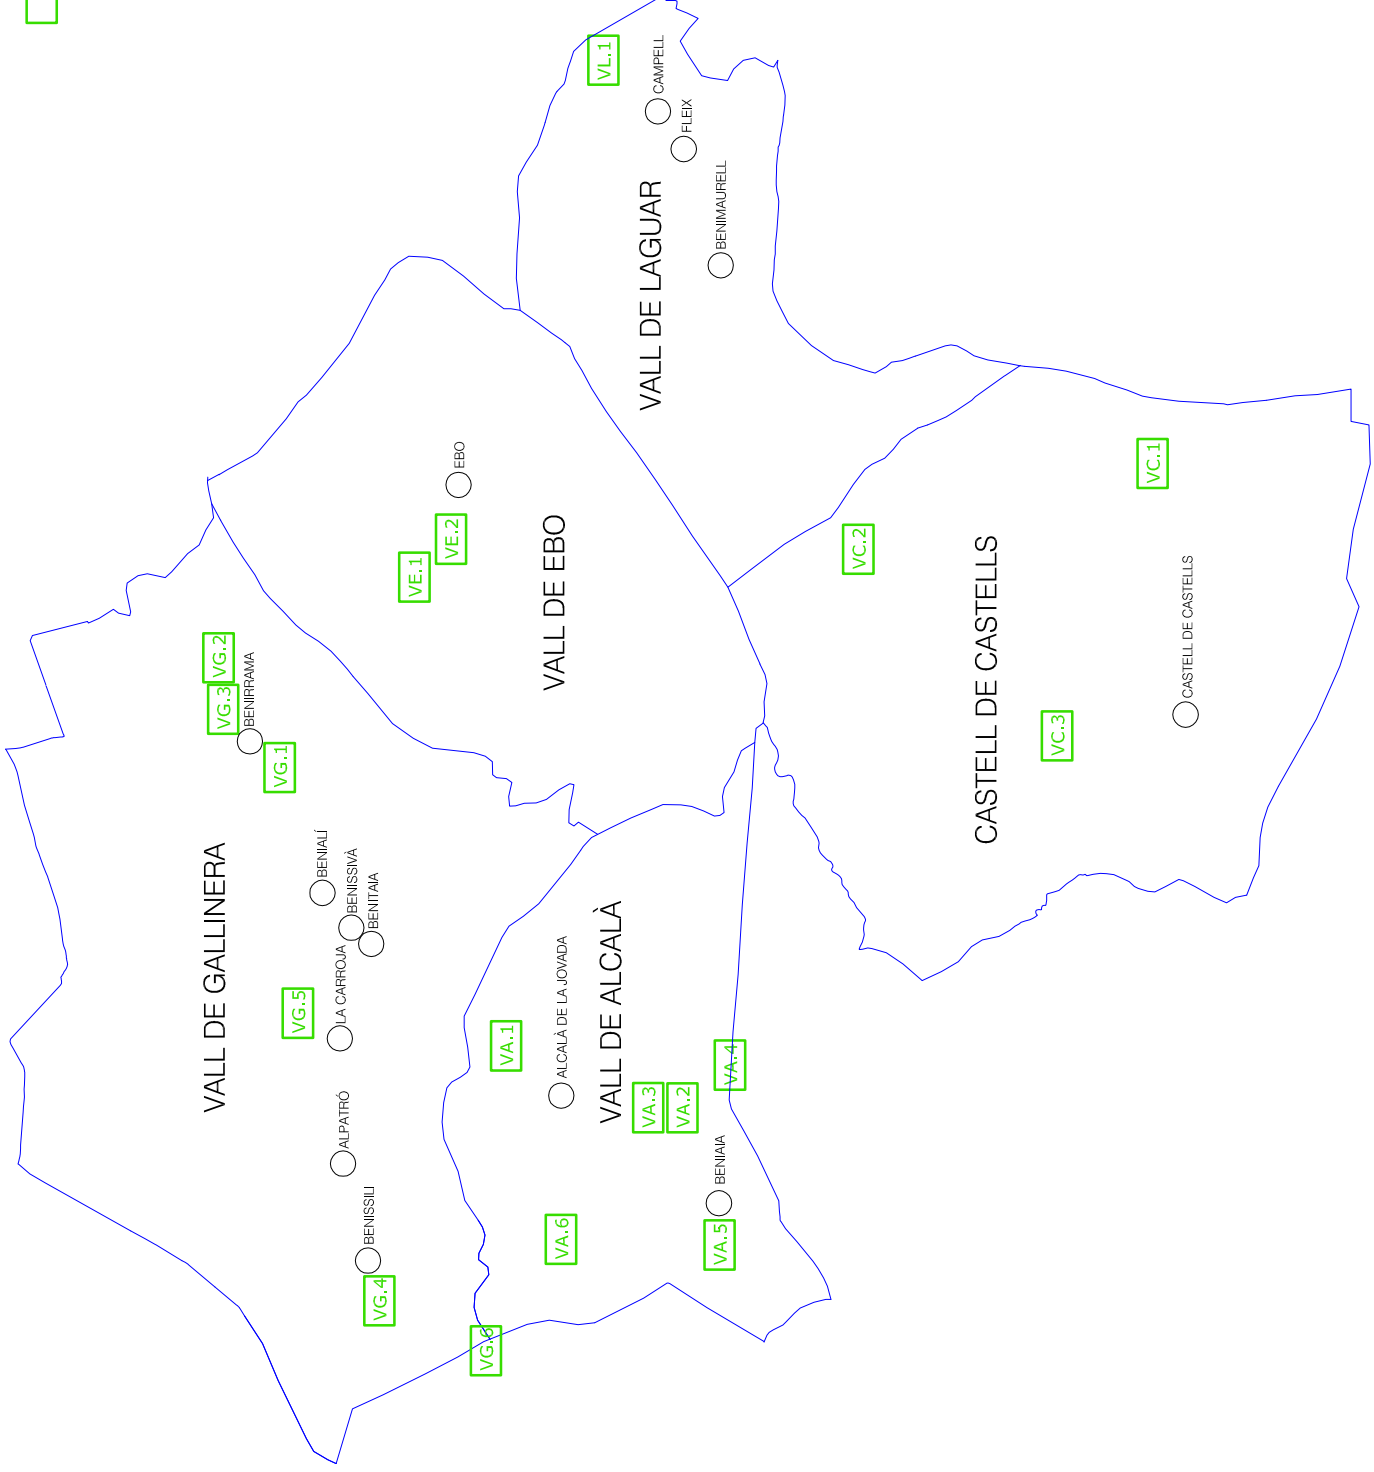 VL.1
CAMPELL
FLEIX
BENIMAURELL
VALL DE LAGUAR
EBO
VE.2
VE.1
VALL DE EBO
VG.2
VG.3
BENIRRAMA
VG.1
VALL DE GALLINERA
BENIALÍ
BENISSIVÀ
BENITAIA
VG.5
LA CARROJA
ALPATRÓ
BENISSILI
VG.4
VG.6
VA.1
ALCALÀ DE LA JOVADA
VALL DE ALCALÀ
VA.3
VA.2
VA.4
BENIAIA
VA.5
VA.6
VC.1
VC.2
CASTELL DE CASTELLS
CASTELL DE CASTELLS
VC.3